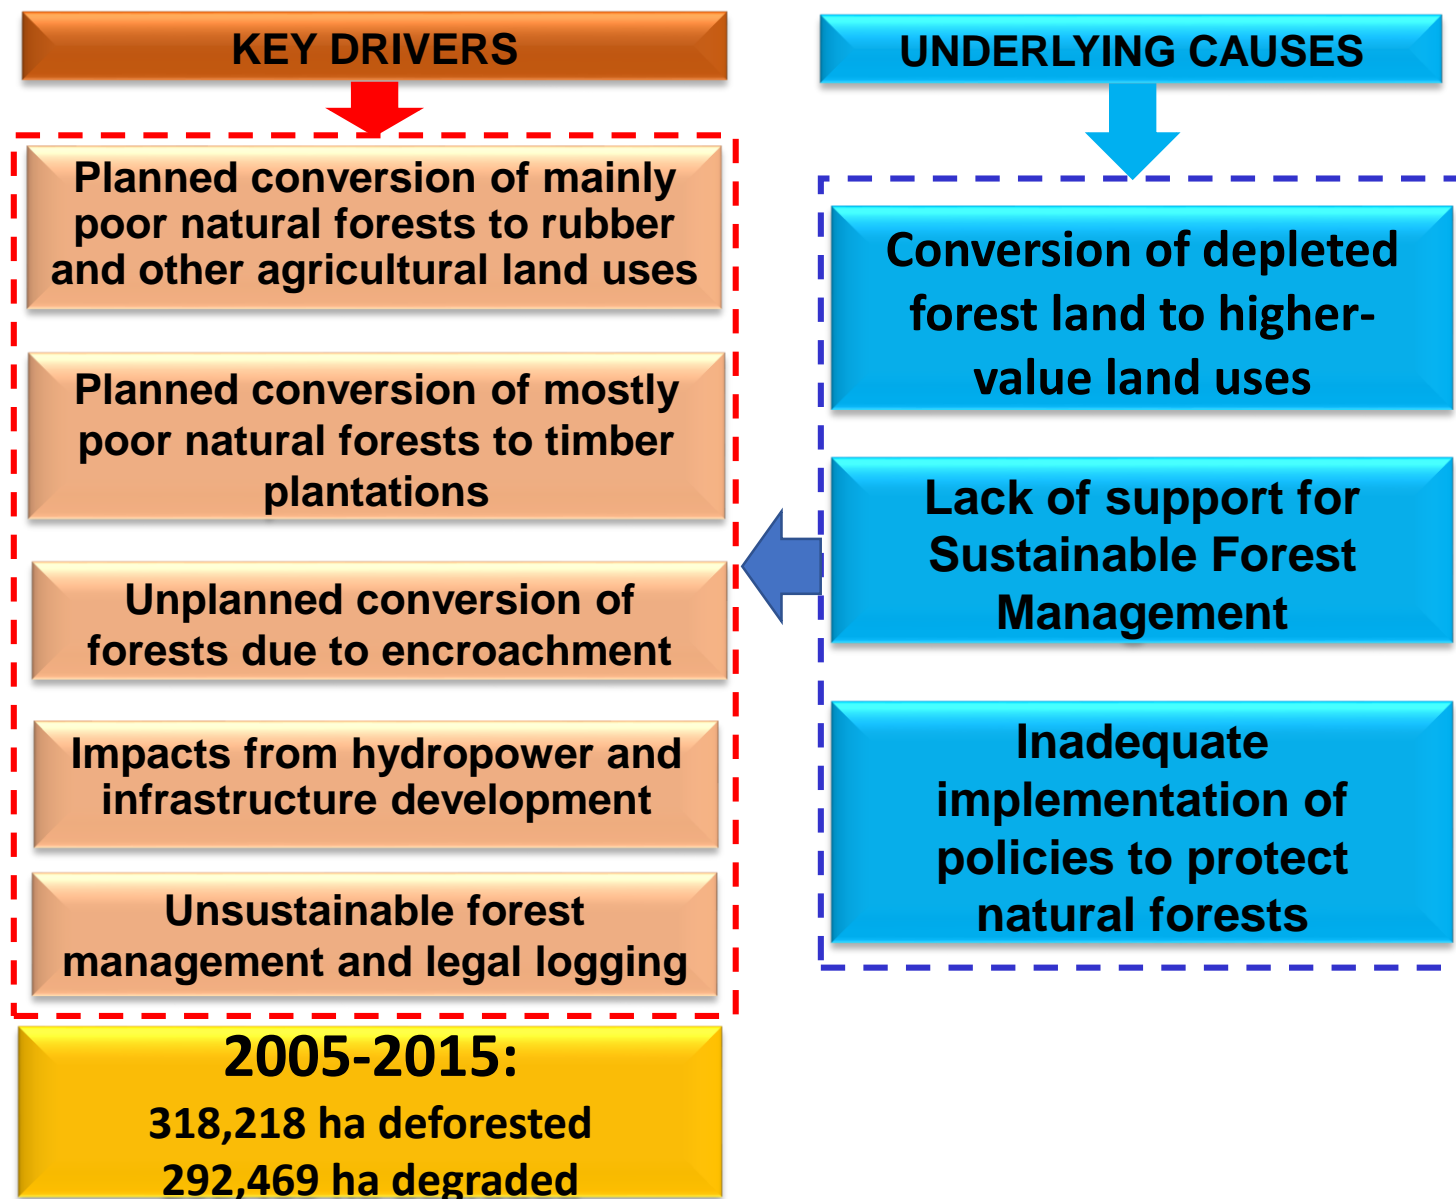 KEY DRIVERS
Planned conversion of mainly
poor natural forests to rubber
and other agricultural land uses
Planned conversion of mostly
poor natural forests to timber
plantations
Unplanned conversion of
forests due to encroachment
Impacts from hydropower and
infrastructure development
Unsustainable forest
management and legal logging
2005-2015:
318,218 ha deforested
292,469 ha degraded
UNDERLYING CAUSES
Conversion of depleted
forest land to higher-
value land uses
Lack of support for
Sustainable Forest
Management
Inadequate
implementation of
policies to protect
natural forests